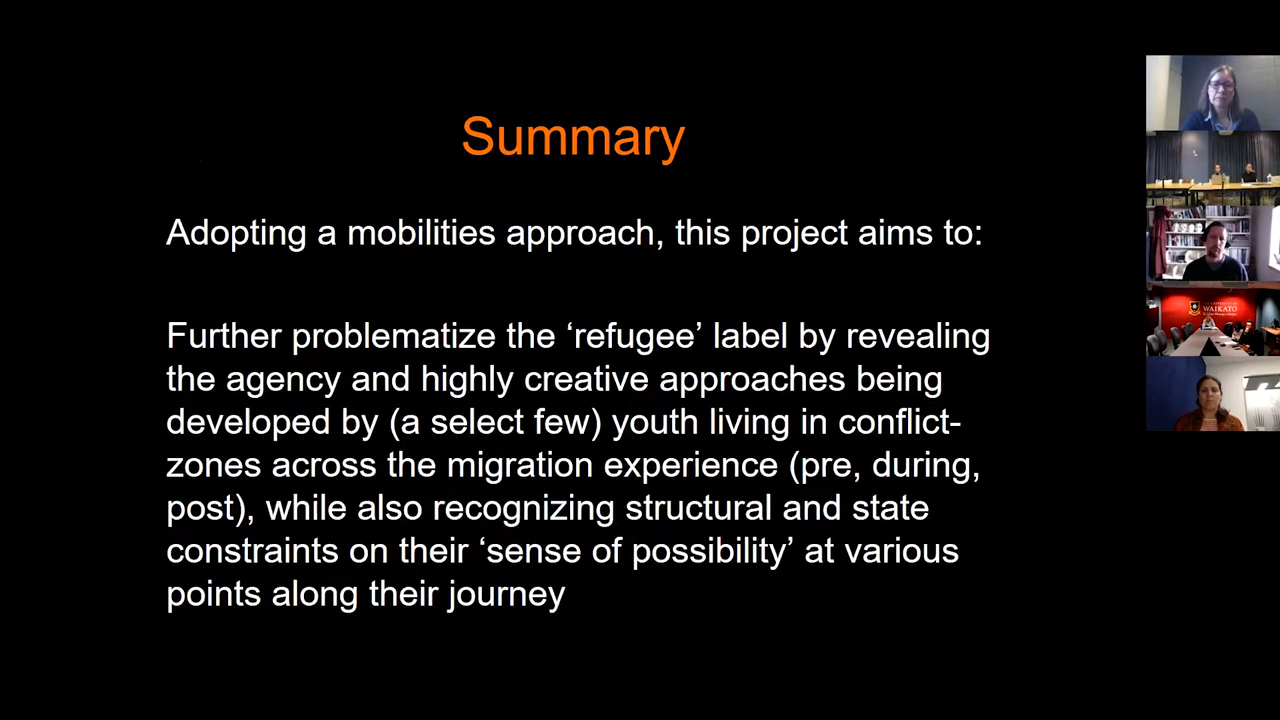 Summary
Adopting a mobilities approach, this project aims to:
Further problematize the ‘refugee’ label by revealing
the agency and highly creative approaches being
developed by (a select few) youth living in conflict-
zones across the migration experience (pre, during,
post), while also recognizing structural and state
constraints on their ‘sense of possibility’ at various
points along their journey
WAIKATO